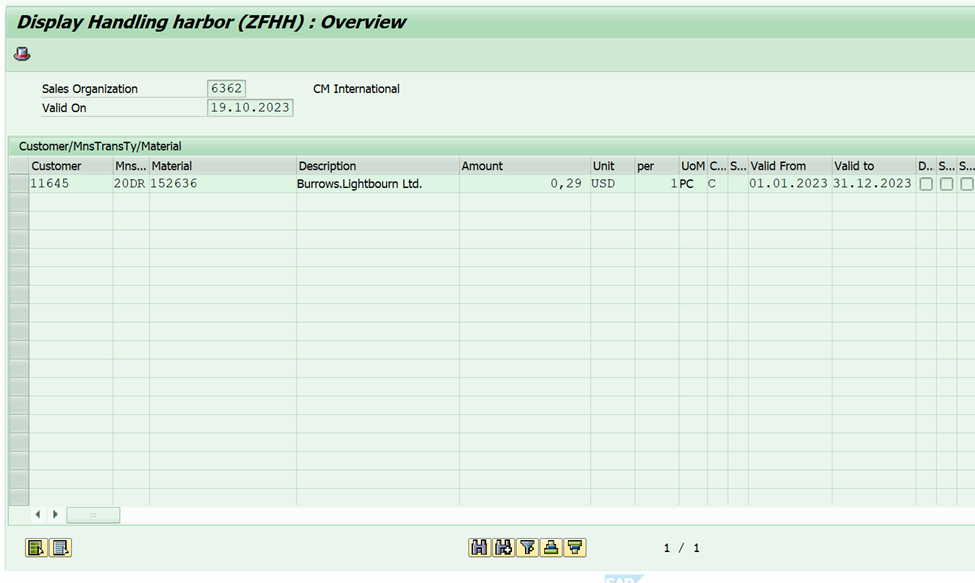 Display Handling harbor (ZFHH) : Overview
Sales Organization 6362 CM International
Valid On 19.10.2023
Customer/MnsTransTy/Material
Customer Mns... Material Description Amount Unit per UoM C... S... Valid From Valid to D... S... S...
11645 20DR 152636 Burrows.Lightbourn Ltd. 0,29 USD 1 PC C 01.01.2023 31.12.2023
1 / 1
SAP